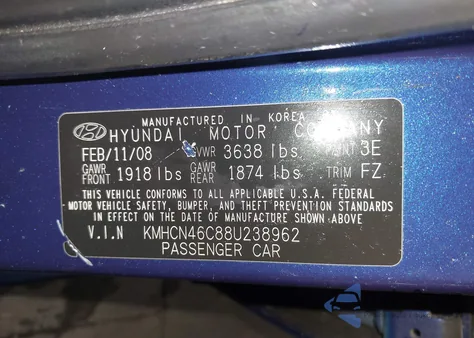 MANUFACTURED IN KOREA
HYUNDAI MOTOR COMPANY
FEB/11/08 GVWR 3638 lbs PAINT 3E
GAWR FRONT 1918 lbs GAWR REAR 1874 lbs TRIM FZ
THIS VEHICLE CONFORMS TO ALL APPLICABLE U.S.A. FEDERAL
MOTOR VEHICLE SAFETY, BUMPER, AND THEFT PREVENTION STANDARDS
IN EFFECT ON THE DATE OF MANUFACTURE SHOWN ABOVE
V.I.N KMHCN46C88U238962
PASSENGER CAR